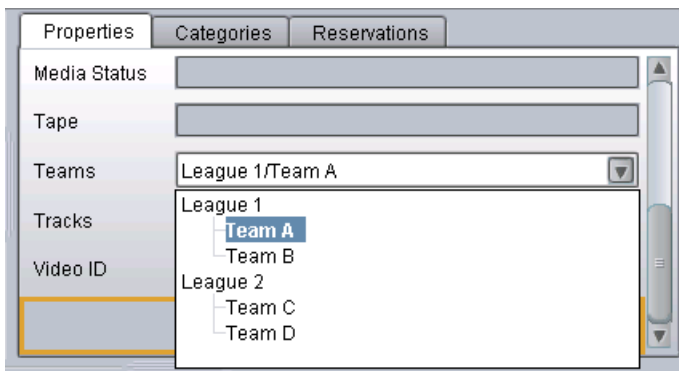 Properties Categories Reservations
Media Status
Tape
Teams League 1/Team A
League 1
Tracks
Team A
Team B
Video ID
League 2
Team C
Team D